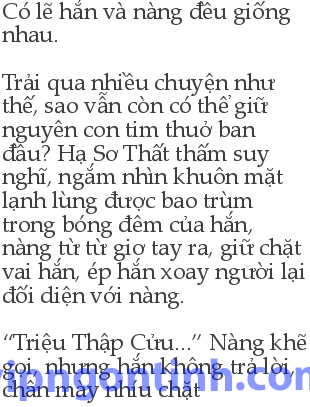 Có lẽ hắn và nàng đều giống
nhau.
Trải qua nhiều chuyện như
thế, sao vẫn còn có thể giữ
nguyên con tim thuở ban
đầu? Hạ Sơ Thất thấm suy
nghĩ, ngắm nhìn khuôn mặt
lạnh lùng được bao trùm
trong bóng đêm của hắn,
nàng từ từ giơ tay ra, giữ chặt
vai hắn, ép hắn xoay người lại
đối diện với nàng.
“Triệu Thập Cửu...” Nàng khẽ
gọi, nhưng hắn không trả lời,
chân mày nhíu chặt
vipngontinh.com